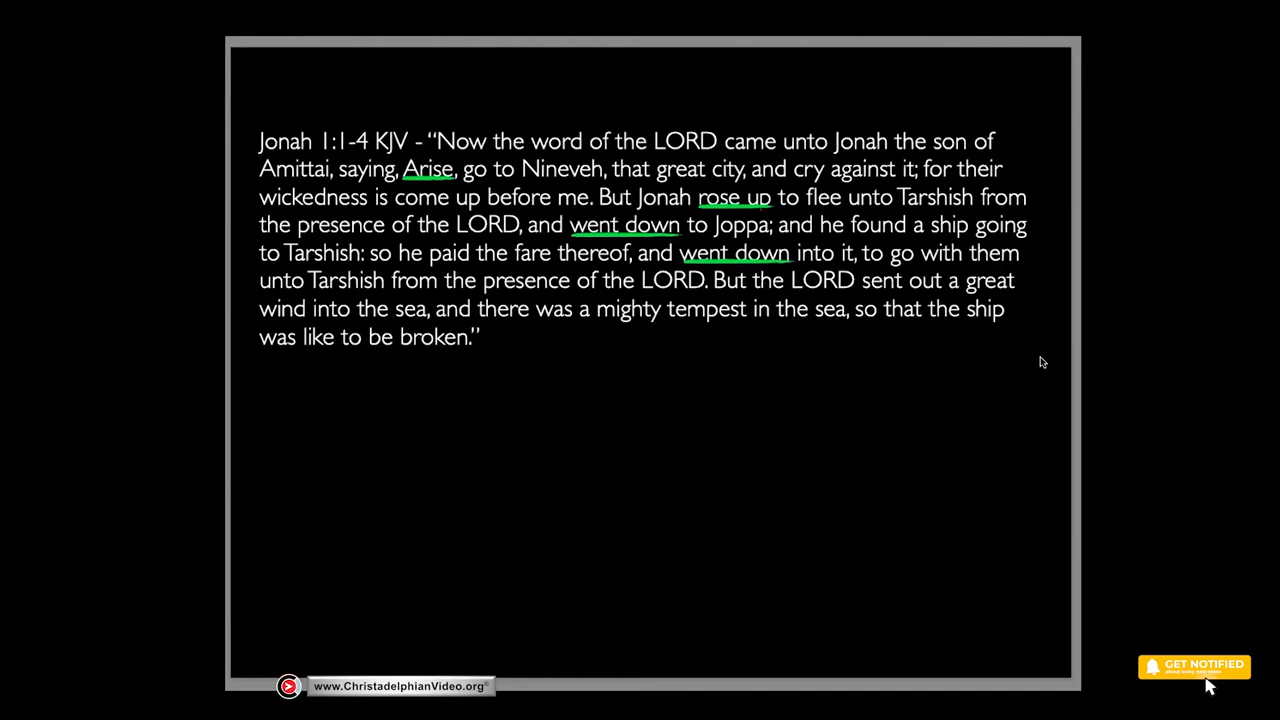 Jonah 1:1-4 KJV - “Now the word of the LORD came unto Jonah the son of
Amittai, saying, Arise, go to Nineveh, that great city, and cry against it; for their
wickedness is come up before me. But Jonah rose up to flee unto Tarshish from
the presence of the LORD, and went down to Joppa; and he found a ship going
to Tarshish: so he paid the fare thereof, and went down into it, to go with them
unto Tarshish from the presence of the LORD. But the LORD sent out a great
wind into the sea, and there was a mighty tempest in the sea, so that the ship
was like to be broken.”
GET NOTIFIED
about every new video
www.ChristadelphianVideo.org